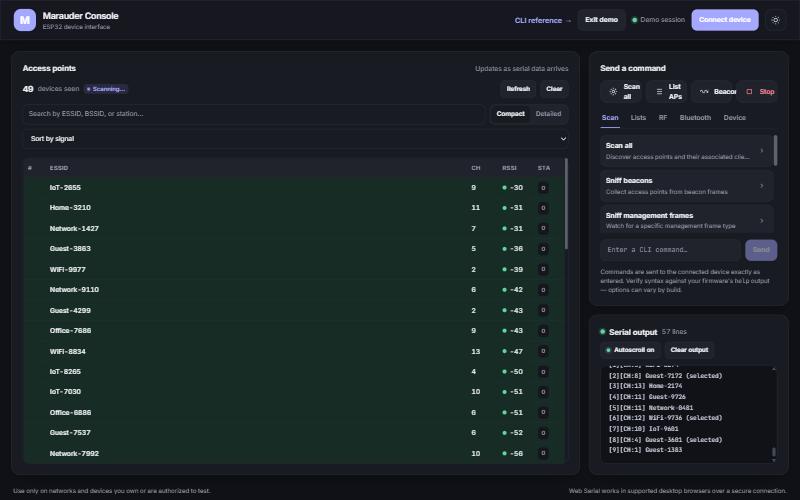 M
Marauder Console
ESP32 device interface
CLI reference →
Exit demo
Demo session
Connect device
Access points
Updates as serial data arrives
49 devices seen
Scanning...
Refresh
Clear
Search by ESSID, BSSID, or station...
Compact
Detailed
Sort by signal
# ESSID CH RSSI STA
IoT-2655 9 -30 0
Home-3210 11 -31 0
Network-1427 7 -31 0
Guest-3863 5 -36 0
WiFi-9977 2 -39 0
Network-9110 6 -42 0
Guest-4299 2 -43 0
Office-7686 9 -43 0
WiFi-8834 13 -47 0
IoT-8265 4 -50 0
IoT-7030 10 -51 0
Office-6886 6 -51 0
Guest-7537 6 -52 0
Network-7992 10 -56 0
Send a command
Scan all
List APs
Beacon
Stop
Scan Lists RF Bluetooth Device
Scan all
Discover access points and their associated clie...
Sniff beacons
Collect access points from beacon frames
Sniff management frames
Watch for a specific management frame type
Enter a CLI command…
Send
Commands are sent to the connected device exactly as
entered. Verify syntax against your firmware's help output
— options can vary by build.
Serial output 57 lines
Autoscroll on
Clear output
[2][CH:8] Guest-7172 (selected)
[3][CH:13] Home-2174
[4][CH:11] Guest-9726
[5][CH:11] Network-0481
[6][CH:12] WiFi-9736 (selected)
[7][CH:10] IoT-9601
[8][CH:4] Guest-3601 (selected)
[9][CH:1] Guest-1383
Use only on networks and devices you own or are authorized to test.
Web Serial works in supported desktop browsers over a secure connection.